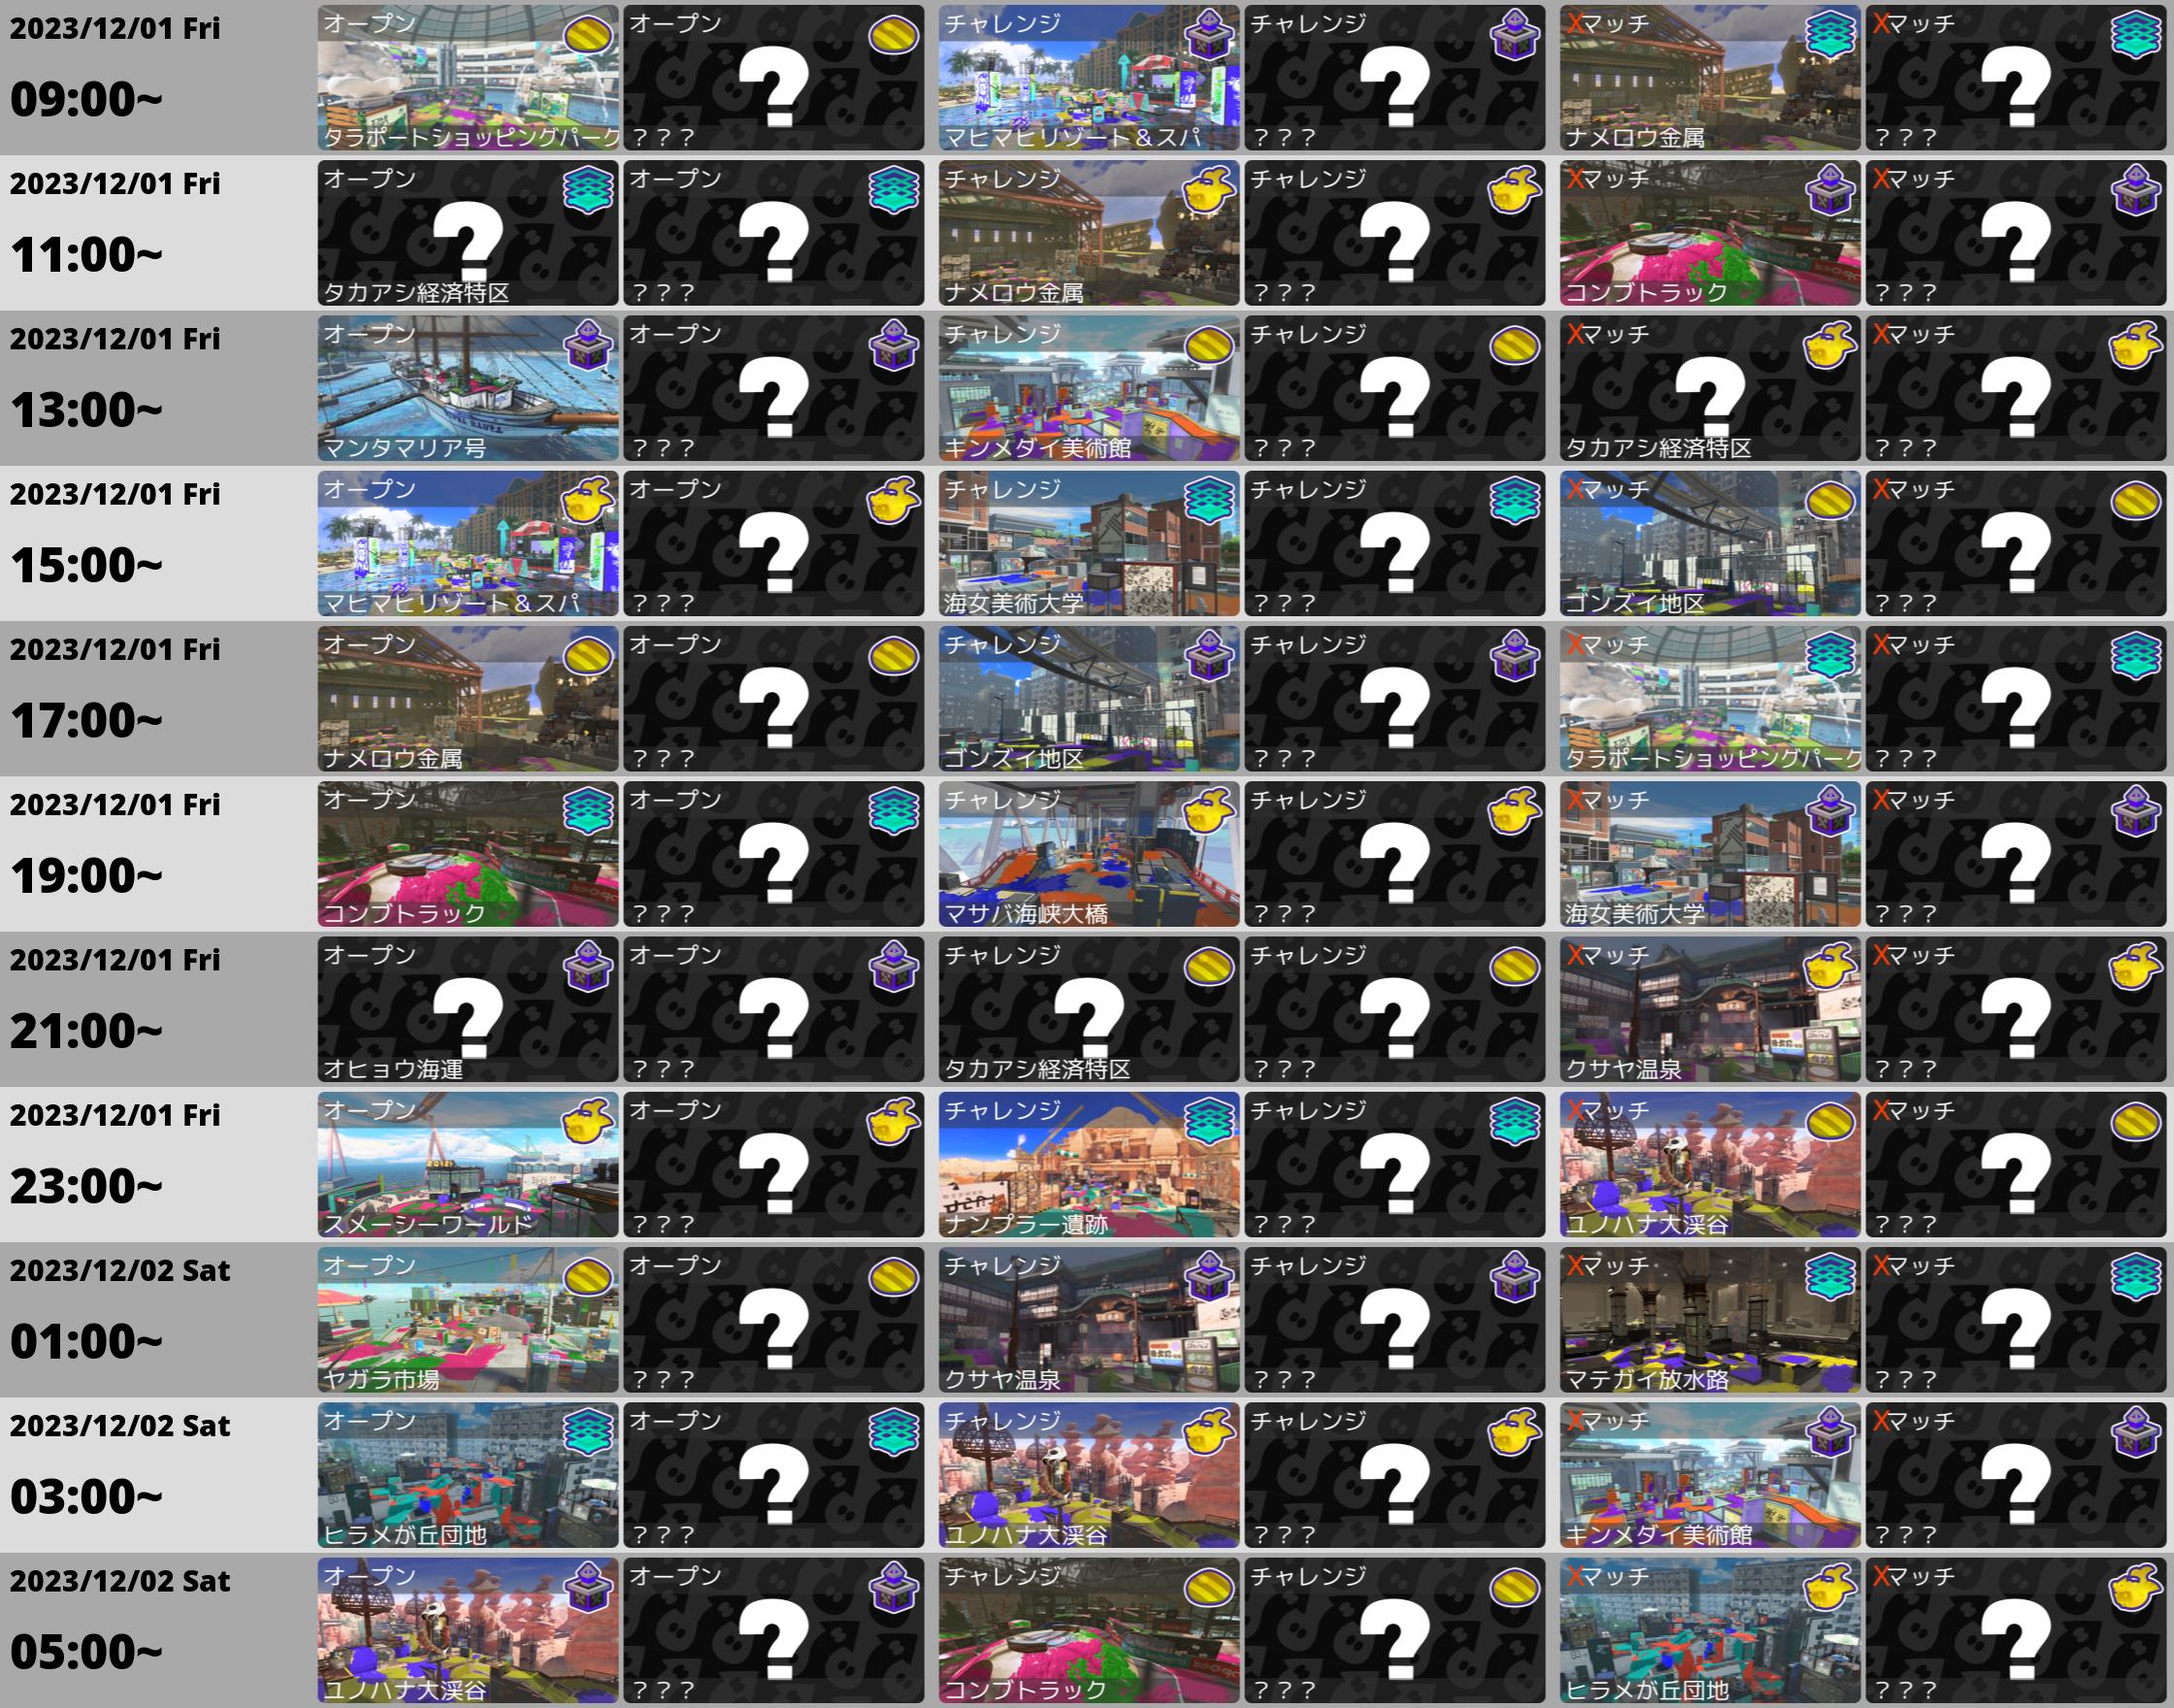 2023/12/01 Fri
09:00~
オープン
タラポートショッピングパーク
オープン
？？？
チャレンジ
マヒマヒリゾート＆スパ
チャレンジ
？？？
Xマッチ
ナメロウ金属
Xマッチ
？？？
2023/12/01 Fri
11:00~
オープン
タカアシ経済特区
オープン
？？？
チャレンジ
ナメロウ金属
チャレンジ
？？？
Xマッチ
コンブトラック
Xマッチ
？？？
2023/12/01 Fri
13:00~
オープン
マンタマリア号
オープン
？？？
チャレンジ
キンメダイ美術館
チャレンジ
？？？
Xマッチ
タカアシ経済特区
Xマッチ
？？？
2023/12/01 Fri
15:00~
オープン
マヒマヒリゾート＆スパ
オープン
？？？
チャレンジ
海女美術大学
チャレンジ
？？？
Xマッチ
ゴンズイ地区
Xマッチ
？？？
2023/12/01 Fri
17:00~
オープン
ナメロウ金属
オープン
？？？
チャレンジ
ゴンズイ地区
チャレンジ
？？？
Xマッチ
タラポートショッピングパーク
Xマッチ
？？？
2023/12/01 Fri
19:00~
オープン
コンブトラック
オープン
？？？
チャレンジ
マサバ海峡大橋
チャレンジ
？？？
Xマッチ
海女美術大学
Xマッチ
？？？
2023/12/01 Fri
21:00~
オープン
オヒョウ海運
オープン
？？？
チャレンジ
タカアシ経済特区
チャレンジ
？？？
Xマッチ
クサヤ温泉
Xマッチ
？？？
2023/12/01 Fri
23:00~
オープン
スメーシーワールド
オープン
？？？
チャレンジ
ナンプラー遺跡
チャレンジ
？？？
Xマッチ
ユノハナ大渓谷
Xマッチ
？？？
2023/12/02 Sat
01:00~
オープン
ヤガラ市場
オープン
？？？
チャレンジ
クサヤ温泉
チャレンジ
？？？
Xマッチ
マテガイ放水路
Xマッチ
？？？
2023/12/02 Sat
03:00~
オープン
ヒラメが丘団地
オープン
？？？
チャレンジ
ユノハナ大渓谷
チャレンジ
？？？
Xマッチ
キンメダイ美術館
Xマッチ
？？？
2023/12/02 Sat
05:00~
オープン
ユノハナ大渓谷
オープン
？？？
チャレンジ
コンブトラック
チャレンジ
？？？
Xマッチ
ヒラメが丘団地
Xマッチ
？？？